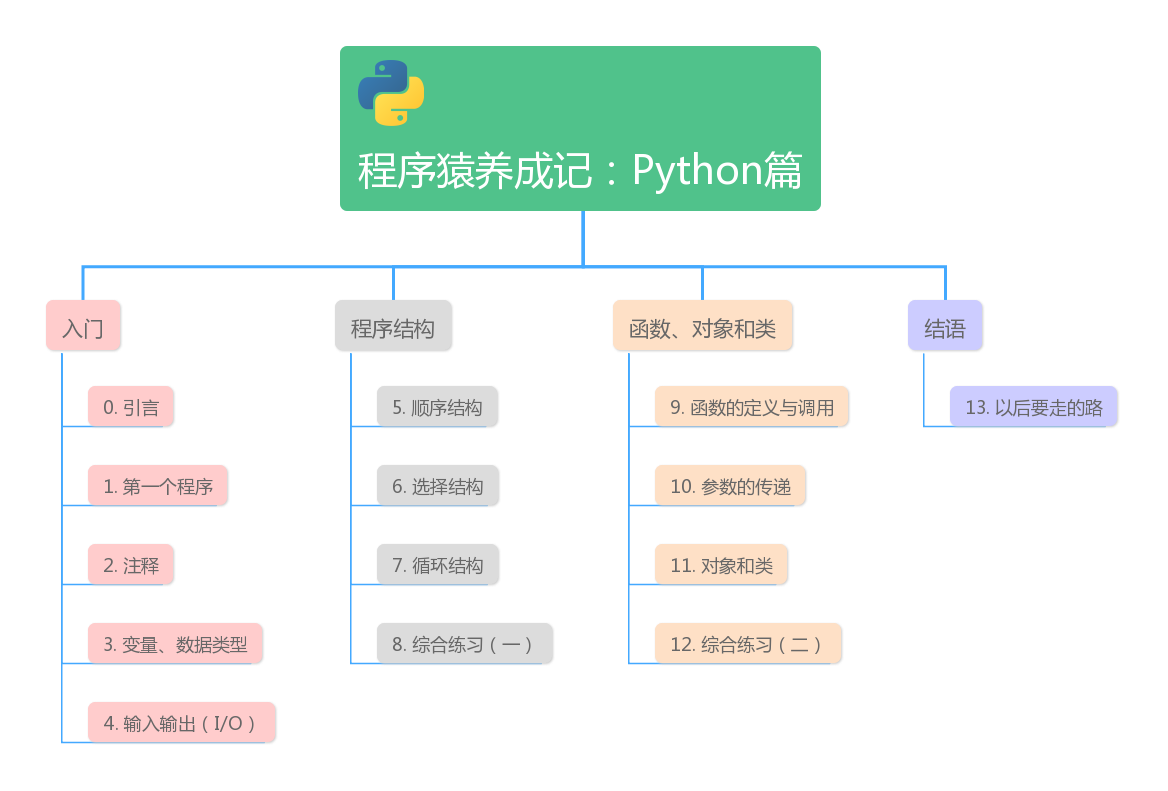 程序猿养成记：Python篇
入门
0. 引言
1. 第一个程序
2. 注释
3. 变量、数据类型
4. 输入输出（I/O）
程序结构
5. 顺序结构
6. 选择结构
7. 循环结构
8. 综合练习（一）
函数、对象和类
9. 函数的定义与调用
10. 参数的传递
11. 对象和类
12. 综合练习（二）
结语
13. 以后要走的路